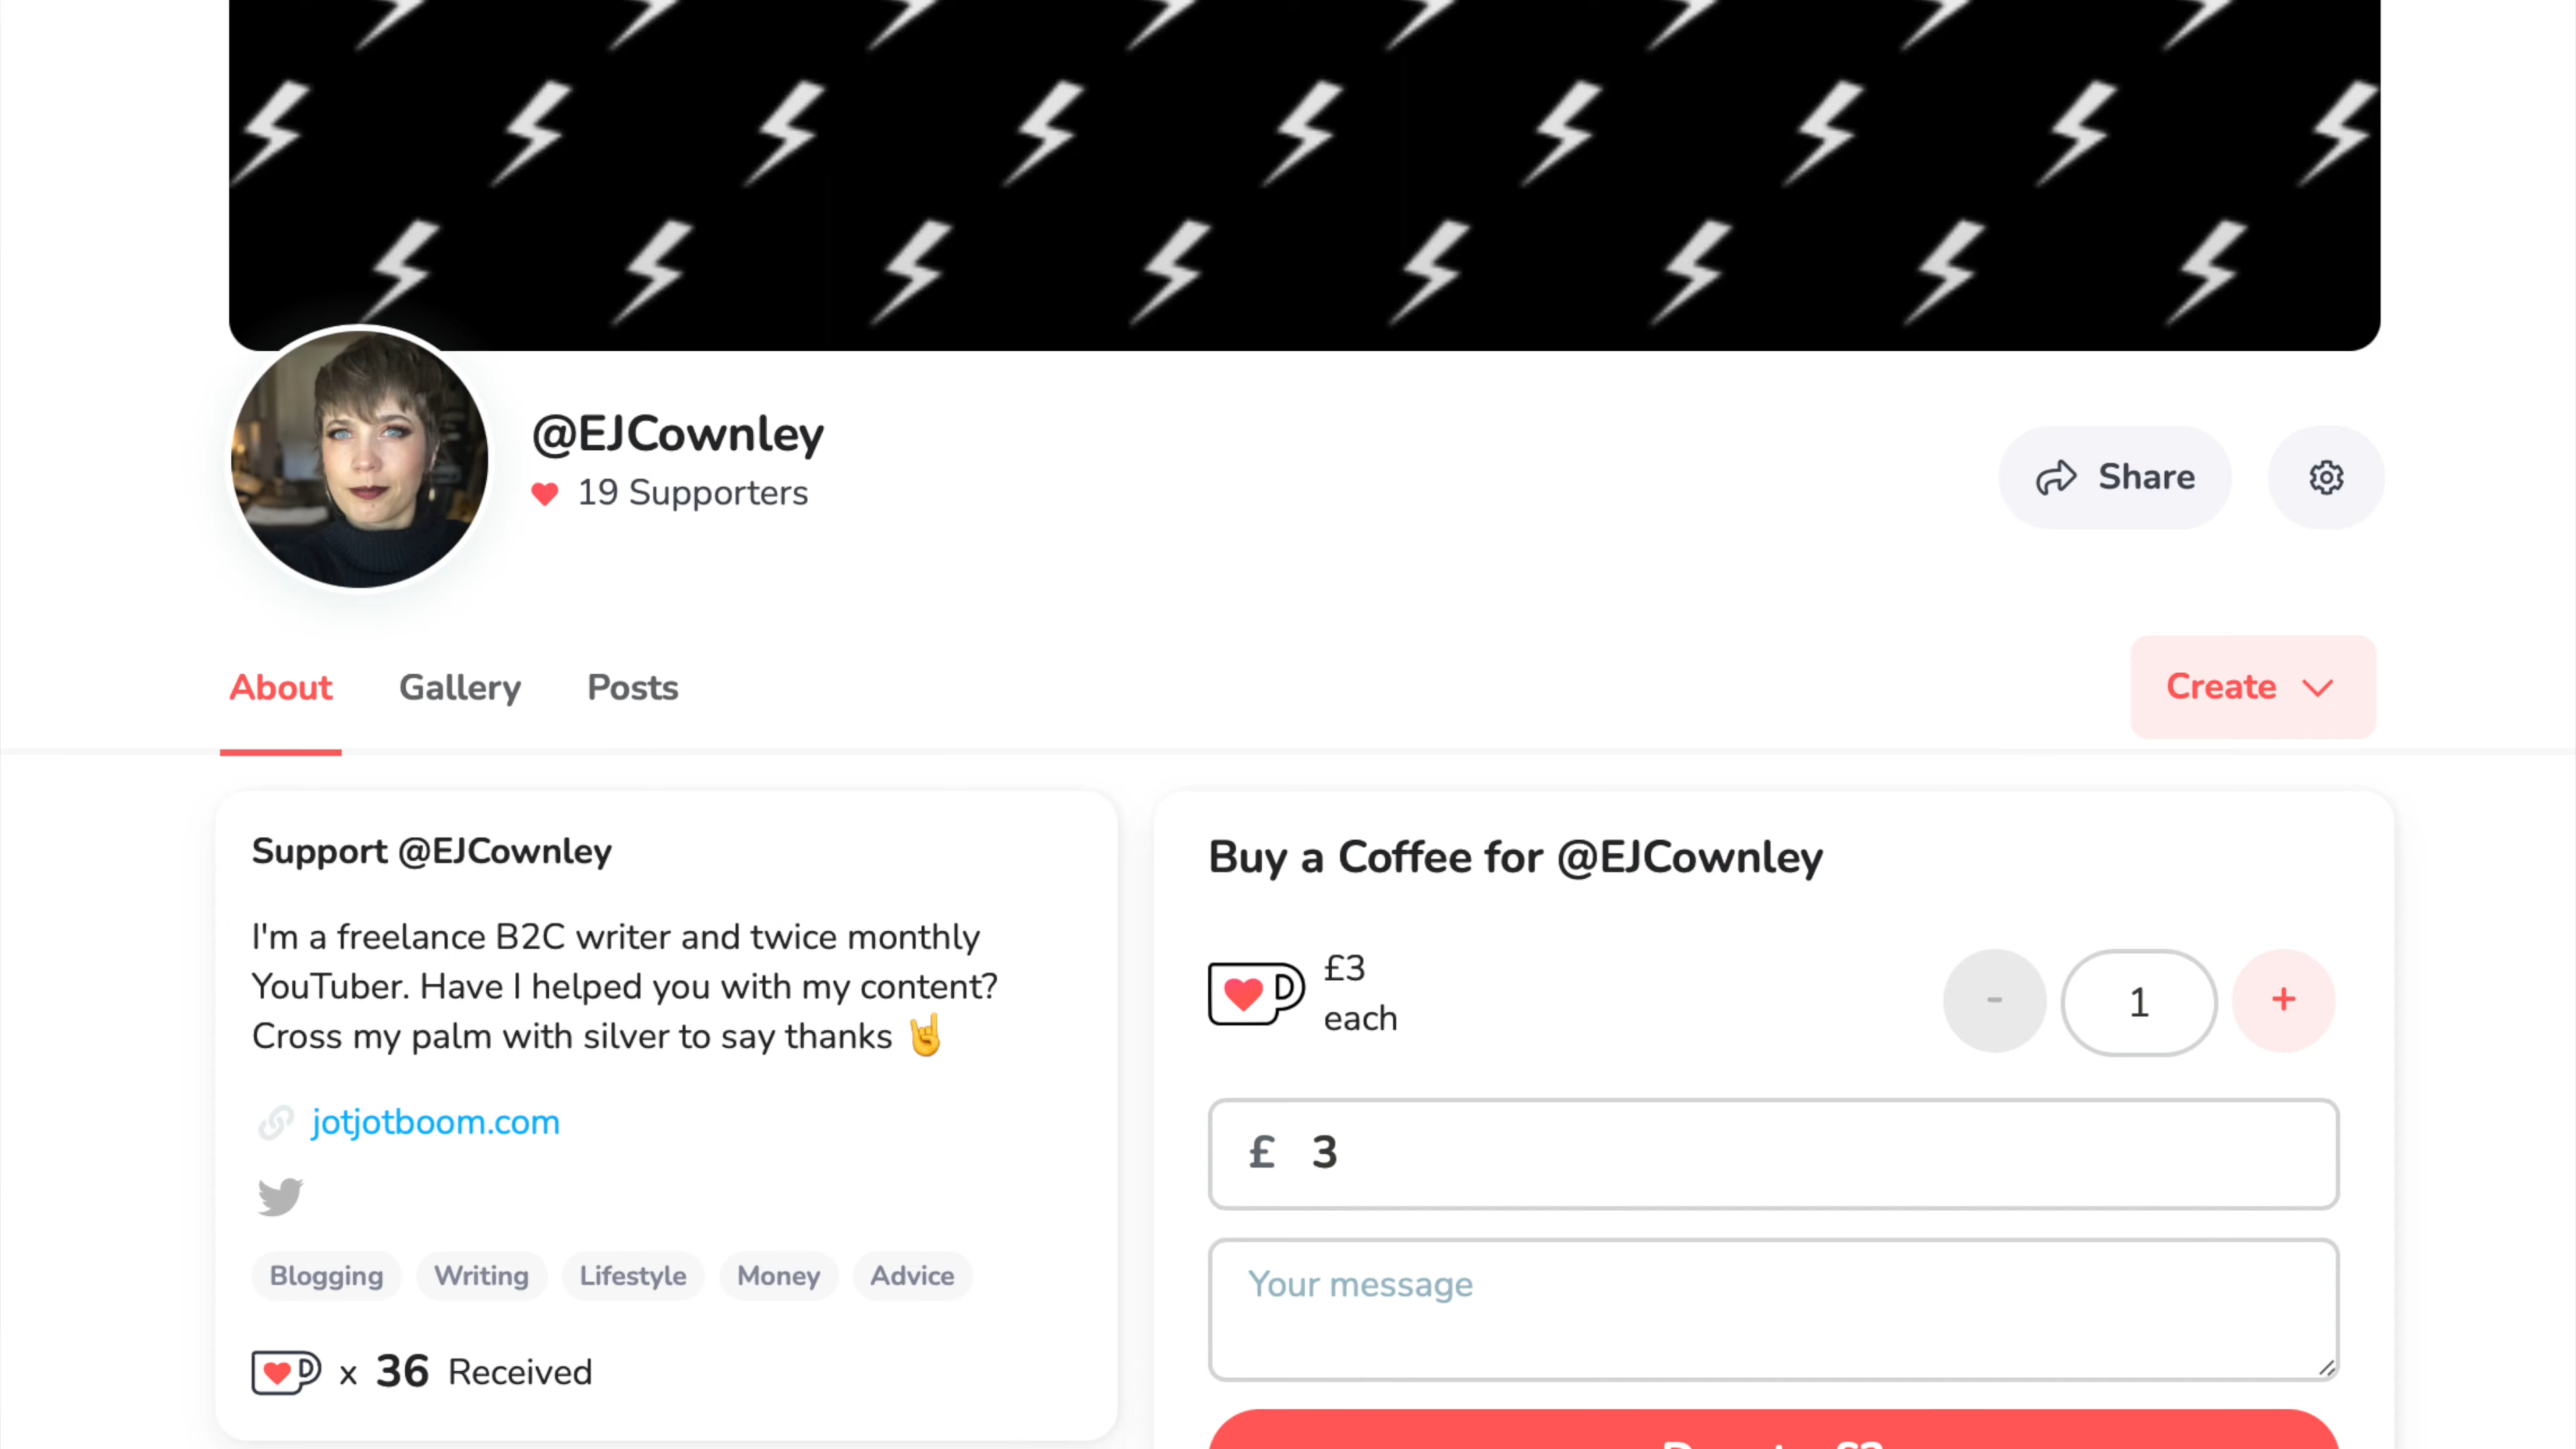 @EJCownley
19 Supporters
Share
About
Gallery
Posts
Create
Support @EJCownley
I'm a freelance B2C writer and twice monthly
YouTuber. Have I helped you with my content?
Cross my palm with silver to say thanks 🤘
jotjotboom.com
Blogging
Writing
Lifestyle
Money
Advice
x 36 Received
Buy a Coffee for @EJCownley
£3
each
-
1
+
£ 3
Your message